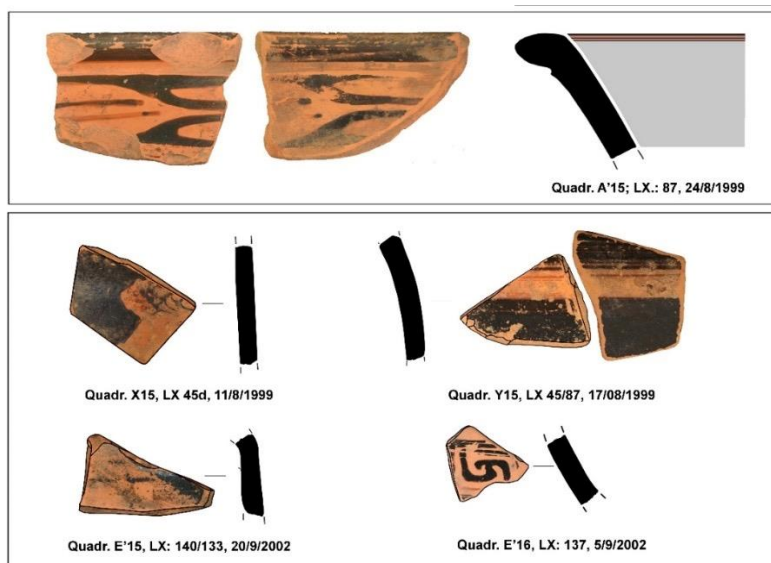 Quadr. A'15; LX.: 87, 24/8/1999
Quadr. X15, LX 45d, 11/8/1999
Quadr. Y15, LX 45/87, 17/08/1999
Quadr. E'15, LX: 140/133, 20/9/2002
Quadr. E'16, LX: 137, 5/9/2002